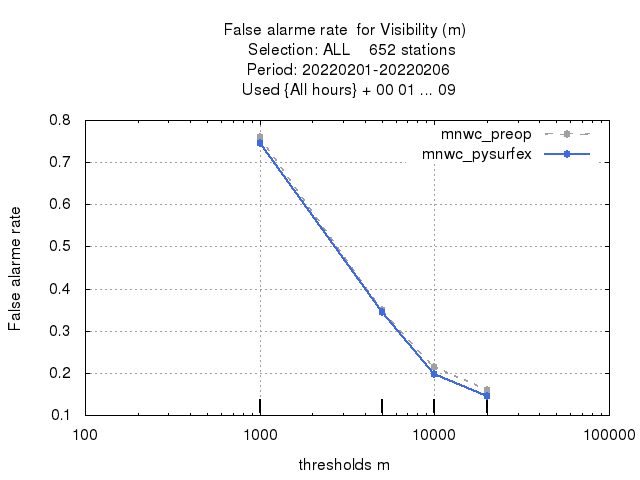 False alarme rate  for Visibility (m)
Selection: ALL    652 stations
Period: 20220201-20220206
Used {All hours} + 00 01 ... 09
mnwc_preop
mnwc_pysurfex
False alarme rate
0.8
0.7
0.6
0.5
0.4
0.3
0.2
0.1
100
1000
10000
100000
thresholds m